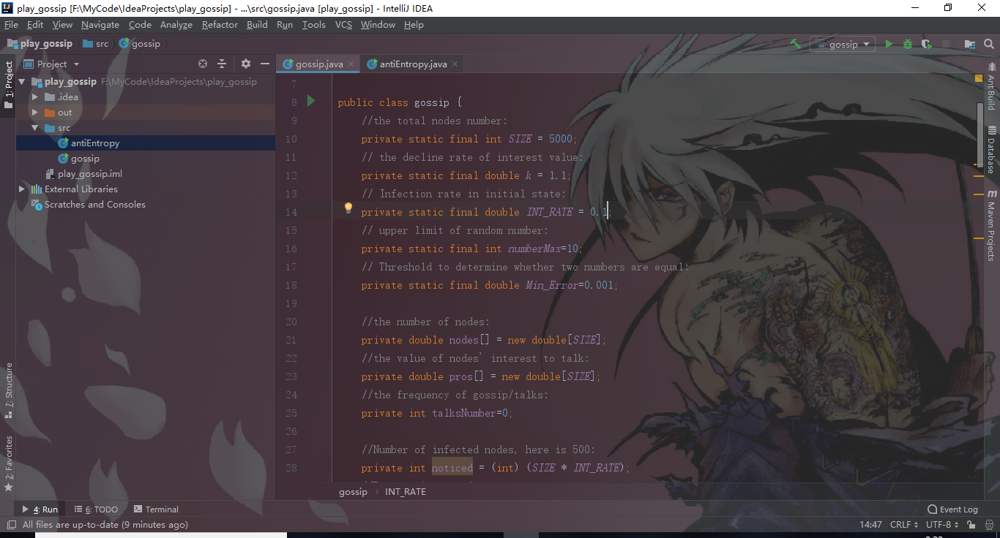 play_gossip [F:\MyCode\IdeaProjects\play_gossip] - ...\src\gossip.java [play_gossip] - IntelliJ IDEA
File Edit View Navigate Code Analyze Refactor Build Run Tools VCS Window Help
play_gossip src gossip
gossip
1: Project
7: Structure
2: Favorites
Project
play_gossip F:\MyCode\IdeaProjects\play_gossip
.idea
out
src
antiEntropy
gossip
play_gossip.iml
External Libraries
Scratches and Consoles
gossip.java antiEntropy.java
7
8 public class gossip {
9 //the total nodes number:
10 private static final int SIZE = 5000;
11 // the decline rate of interest value:
12 private static final double k = 1.1;
13 // Infection rate in initial state:
14 private static final double INT_RATE = 0.1;
15 // upper limit of random number:
16 private static final int numberMax=10;
17 // Threshold to determine whether two numbers are equal:
18 private static final double Min_Error=0.001;
19
20 //the number of nodes:
21 private double nodes[] = new double[SIZE];
22 //the value of nodes' interest to talk:
23 private double pros[] = new double[SIZE];
24 //the frequency of gossip/talks:
25 private int talksNumber=0;
26
27 //Number of infected nodes, here is 500:
28 private int noticed = (int) (SIZE * INT_RATE);
gossip INT_RATE
Ant Build
Database
m Maven Projects
4: Run 6: TODO Terminal Event Log
All files are up-to-date (9 minutes ago) 14:47 CRLF UTF-8